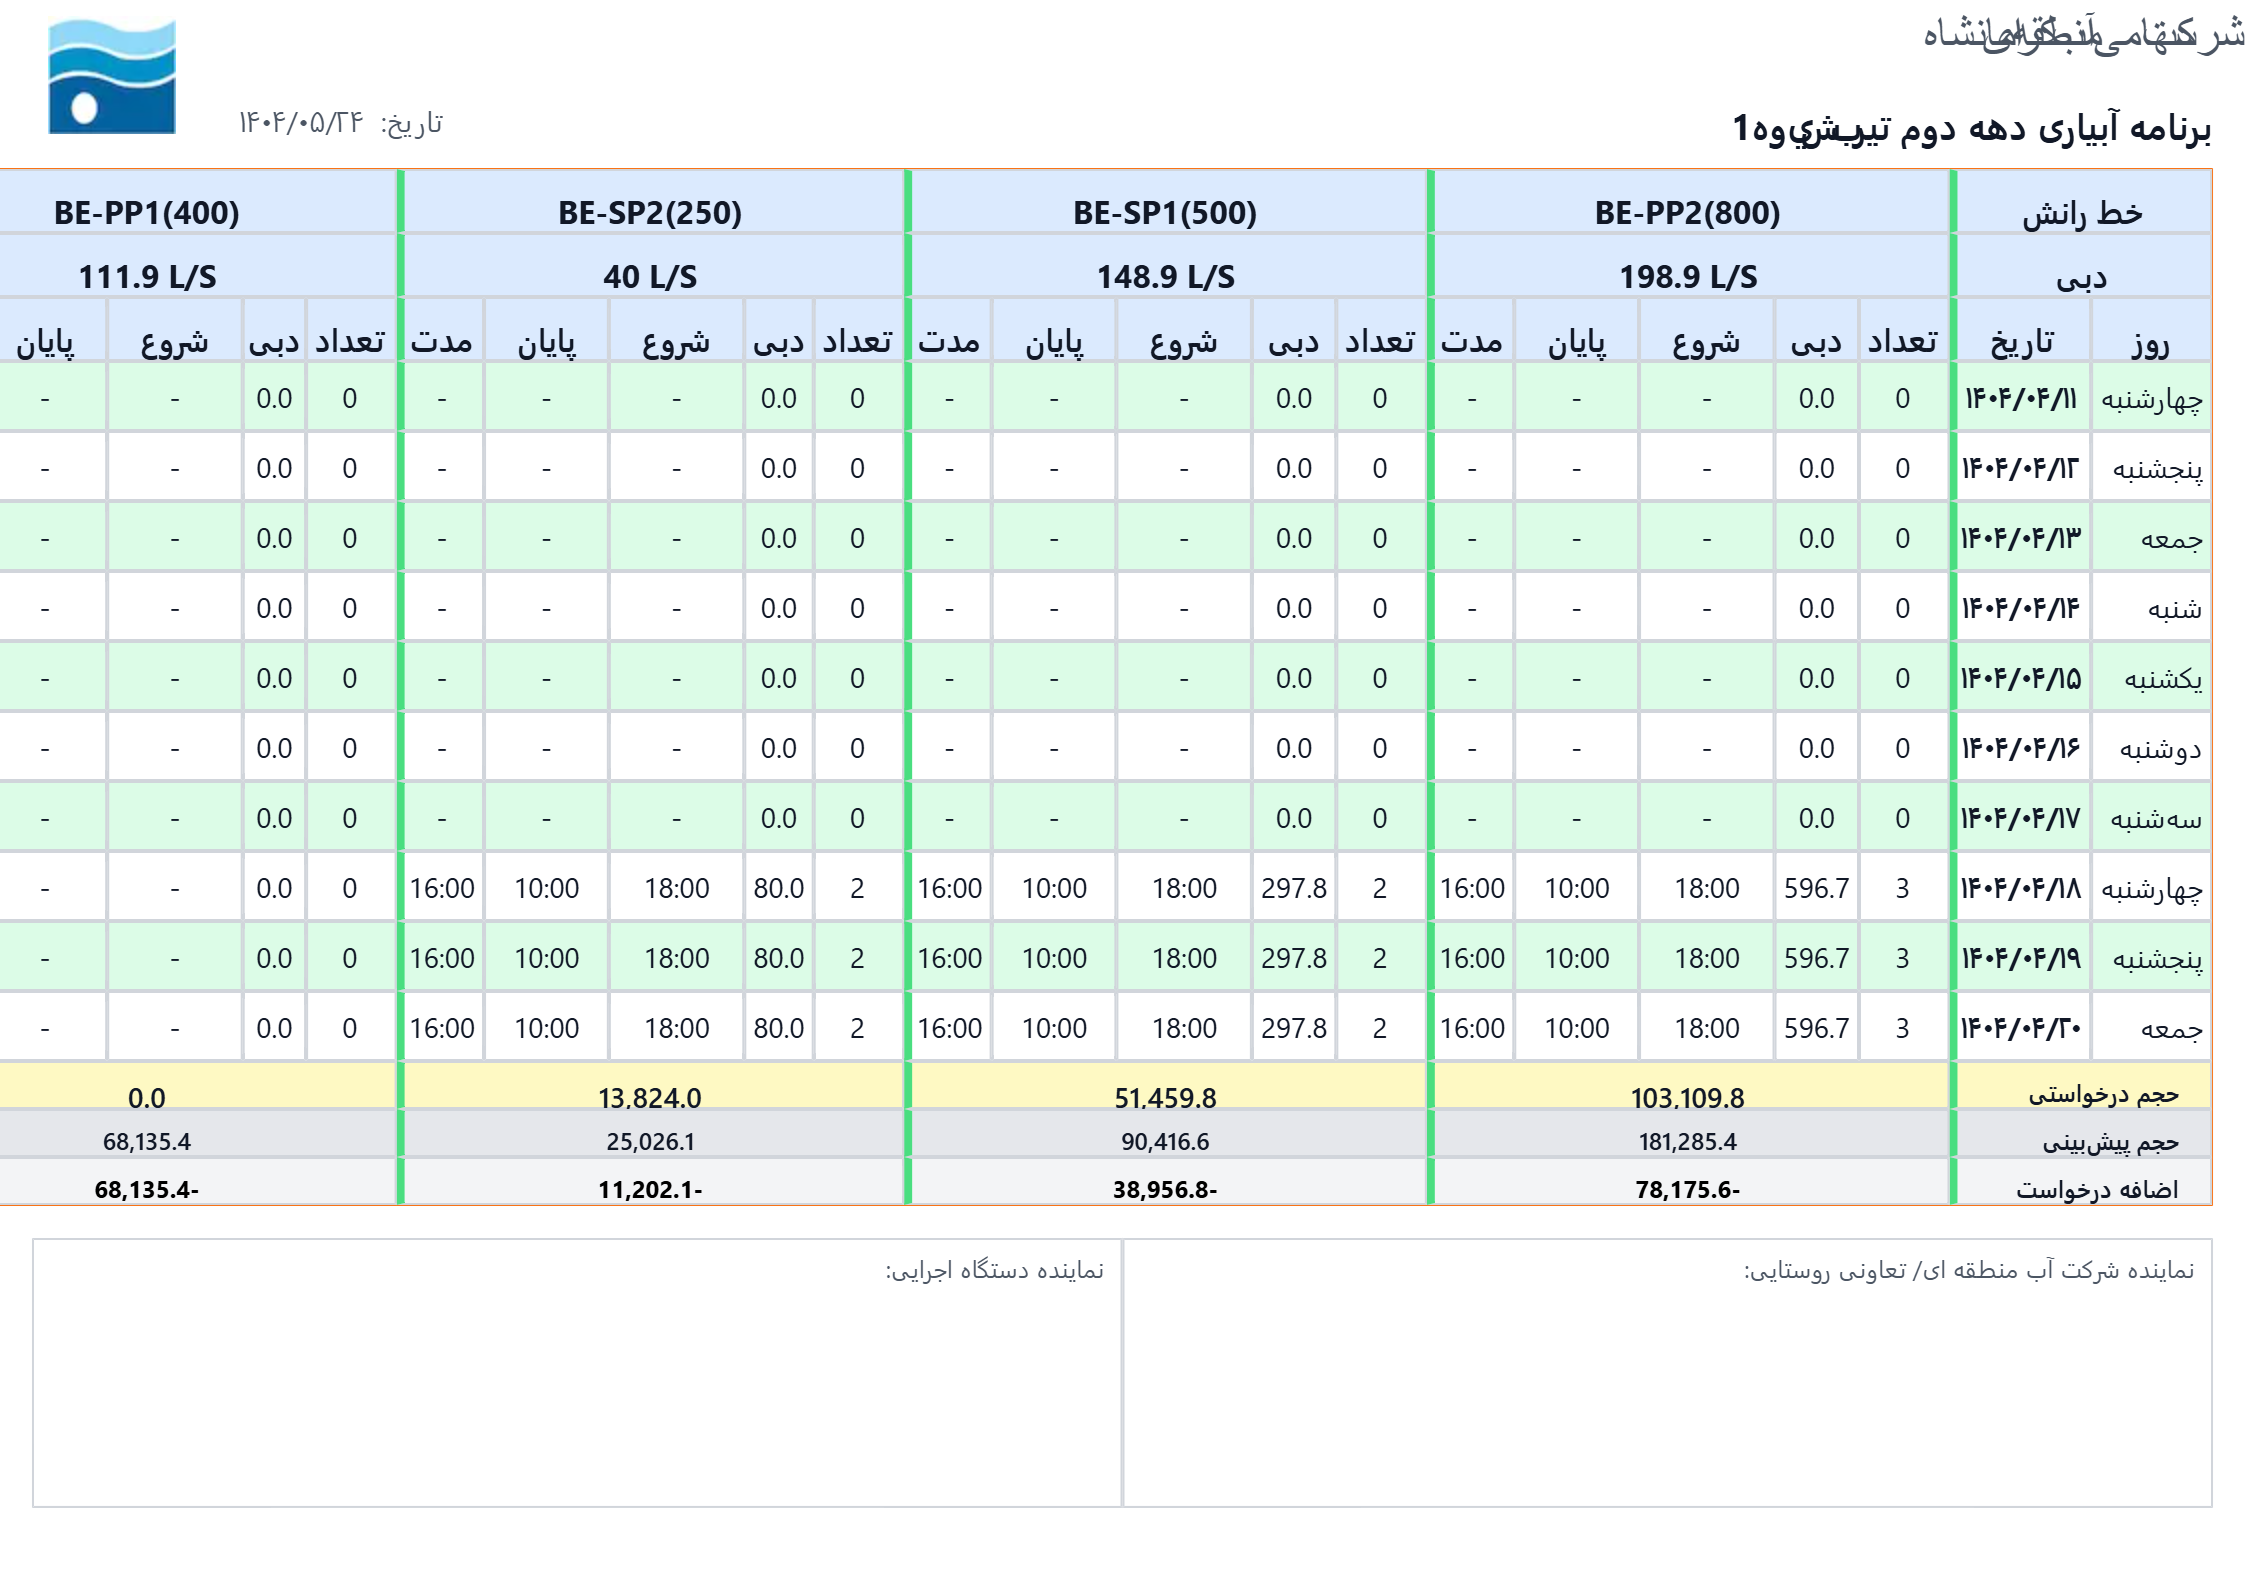 شرکت سهامی آب منطقه‌ای کرمانشاه
برنامه آبیاری دهه دوم تیر
تاریخ: ۱۴۰۴/۰۵/۲۴
خط رانش BE-PP2(800) BE-SP1(500) BE-SP2(250) BE-PP1(400)
دبی 198.9 L/S 148.9 L/S 40 L/S 111.9 L/S
روز تاریخ تعداد دبی شروع پایان مدت تعداد دبی شروع پایان مدت تعداد دبی شروع پایان مدت تعداد دبی شروع پایان
چهارشنبه ۱۴۰۴/۰۴/۱۱ 0 0.0 - - - 0 0.0 - - - 0 0.0 - - - 0 0.0 - -
پنجشنبه ۱۴۰۴/۰۴/۱۲ 0 0.0 - - - 0 0.0 - - - 0 0.0 - - - 0 0.0 - -
جمعه ۱۴۰۴/۰۴/۱۳ 0 0.0 - - - 0 0.0 - - - 0 0.0 - - - 0 0.0 - -
شنبه ۱۴۰۴/۰۴/۱۴ 0 0.0 - - - 0 0.0 - - - 0 0.0 - - - 0 0.0 - -
یکشنبه ۱۴۰۴/۰۴/۱۵ 0 0.0 - - - 0 0.0 - - - 0 0.0 - - - 0 0.0 - -
دوشنبه ۱۴۰۴/۰۴/۱۶ 0 0.0 - - - 0 0.0 - - - 0 0.0 - - - 0 0.0 - -
سه‌شنبه ۱۴۰۴/۰۴/۱۷ 0 0.0 - - - 0 0.0 - - - 0 0.0 - - - 0 0.0 - -
چهارشنبه ۱۴۰۴/۰۴/۱۸ 3 596.7 18:00 10:00 16:00 2 297.8 18:00 10:00 16:00 2 80.0 18:00 10:00 16:00 0 0.0 - -
پنجشنبه ۱۴۰۴/۰۴/۱۹ 3 596.7 18:00 10:00 16:00 2 297.8 18:00 10:00 16:00 2 80.0 18:00 10:00 16:00 0 0.0 - -
جمعه ۱۴۰۴/۰۴/۲۰ 3 596.7 18:00 10:00 16:00 2 297.8 18:00 10:00 16:00 2 80.0 18:00 10:00 16:00 0 0.0 - -
حجم درخواستی 103,109.8 51,459.8 13,824.0 0.0
حجم پیش‌بینی 181,285.4 90,416.6 25,026.1 68,135.4
اضافه درخواست 78,175.6- 38,956.8- 11,202.1- 68,135.4-
نماینده شرکت آب منطقه ای/ تعاونی روستایی:
نماینده دستگاه اجرایی: